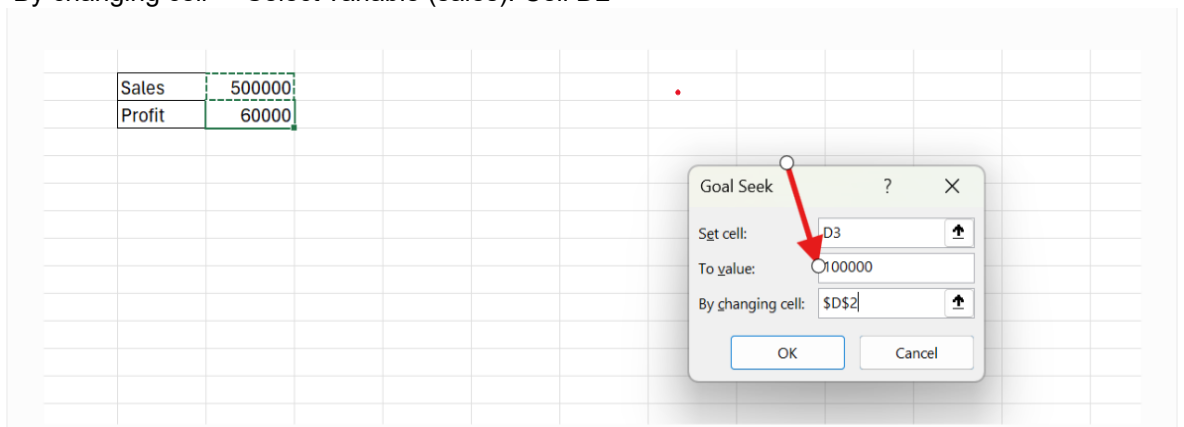 Sales 500000
Profit 60000
Goal Seek ?
Set cell: D3
To value: 100000
By changing cell: $D$2
OK Cancel